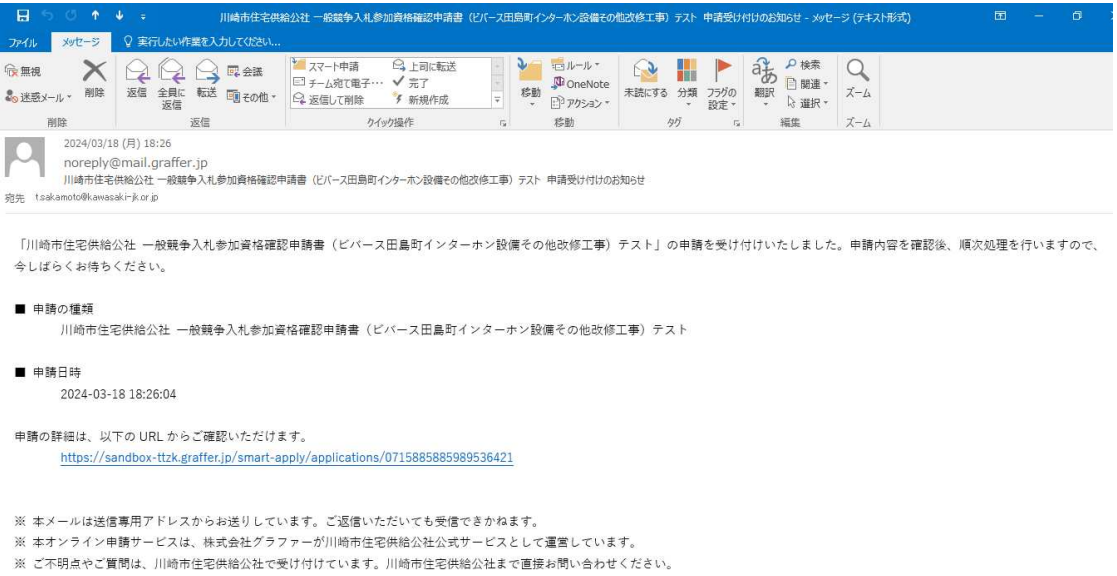 川崎市住宅供給公社 一般競争入札参加資格確認申請書（ビバース田島町インターホン設備その他改修工事）テスト 申請受け付けのお知らせ - メッセージ (テキスト形式)
ファイル メッセージ 実行したい作業を入力してください...
無視 削除 返信 全員に返信 転送 会議 スマート申請 上司に転送 移動 ルール 未読にする 分類 フラグの設定 翻訳 検索 ズーム
チーム宛て電子… 完了 OneNote 関連
迷惑メール その他 返信して削除 新規作成 アクション 選択
削除 返信 クイック操作 移動 タグ 編集 ズーム
2024/03/18 (月) 18:26
noreply@mail.graffer.jp
川崎市住宅供給公社 一般競争入札参加資格確認申請書（ビバース田島町インターホン設備その他改修工事）テスト 申請受け付けのお知らせ
宛先 t.sakamoto@kawasaki-jk.or.jp
「川崎市住宅供給公社 一般競争入札参加資格確認申請書（ビバース田島町インターホン設備その他改修工事）テスト」の申請を受け付けいたしました。申請内容を確認後、順次処理を行いますので、
今しばらくお待ちください。
■ 申請の種類
川崎市住宅供給公社 一般競争入札参加資格確認申請書（ビバース田島町インターホン設備その他改修工事）テスト
■ 申請日時
2024-03-18 18:26:04
申請の詳細は、以下の URL からご確認いただけます。
https://sandbox-ttzk.graffer.jp/smart-apply/applications/0715885885989536421
※ 本メールは送信専用アドレスからお送りしています。ご返信いただいても受信できかねます。
※ 本オンライン申請サービスは、株式会社グラファーが川崎市住宅供給公社公式サービスとして運営しています。
※ ご不明点やご質問は、川崎市住宅供給公社で受け付けています。川崎市住宅供給公社まで直接お問い合わせください。